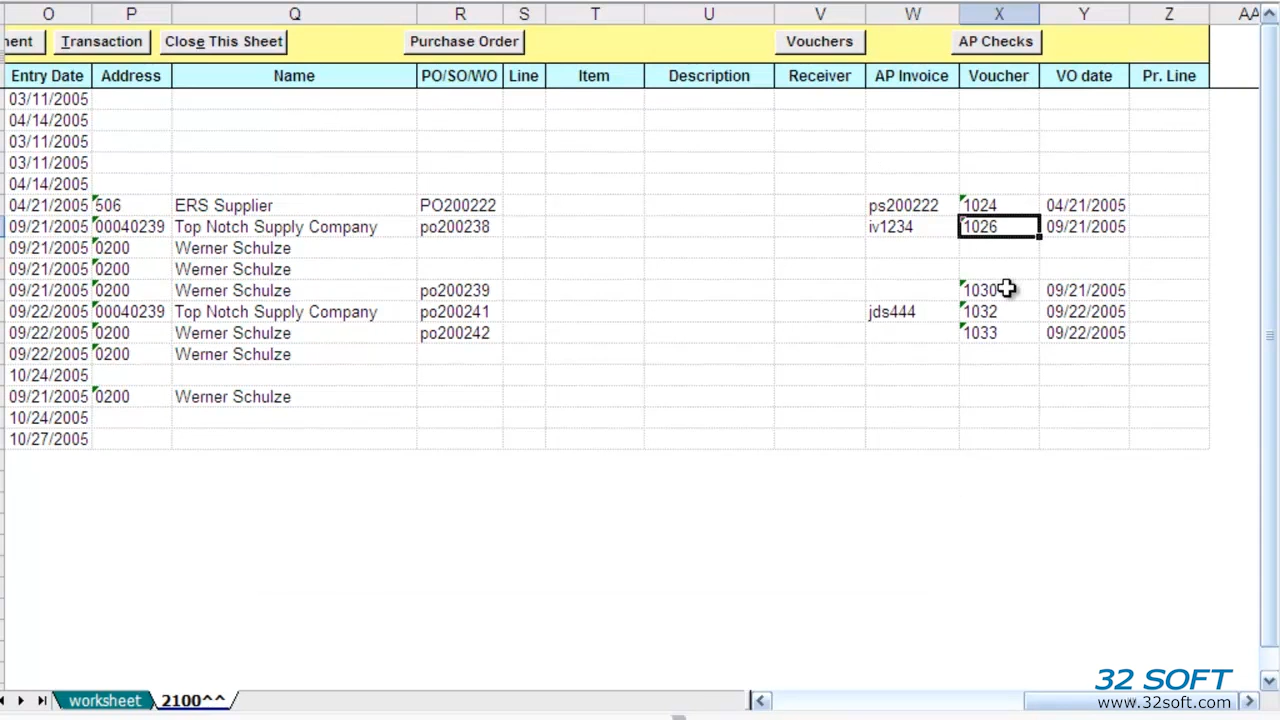 O P Q R S T U V W X Y Z AA
nent Transaction Close This Sheet Purchase Order Vouchers AP Checks
Entry Date Address Name PO/SO/WO Line Item Description Receiver AP Invoice Voucher VO date Pr. Line
03/11/2005
04/14/2005
03/11/2005
03/11/2005
04/14/2005
04/21/2005 506 ERS Supplier PO200222 ps200222 1024 04/21/2005
09/21/2005 00040239 Top Notch Supply Company po200238 iv1234 1026 09/21/2005
09/21/2005 0200 Werner Schulze
09/21/2005 0200 Werner Schulze
09/21/2005 0200 Werner Schulze po200239 1030 09/21/2005
09/22/2005 00040239 Top Notch Supply Company po200241 jds444 1032 09/22/2005
09/22/2005 0200 Werner Schulze po200242 1033 09/22/2005
09/22/2005 0200 Werner Schulze
10/24/2005
09/21/2005 0200 Werner Schulze
10/24/2005
10/27/2005
32 SOFT
worksheet 2100^^ www.32soft.com